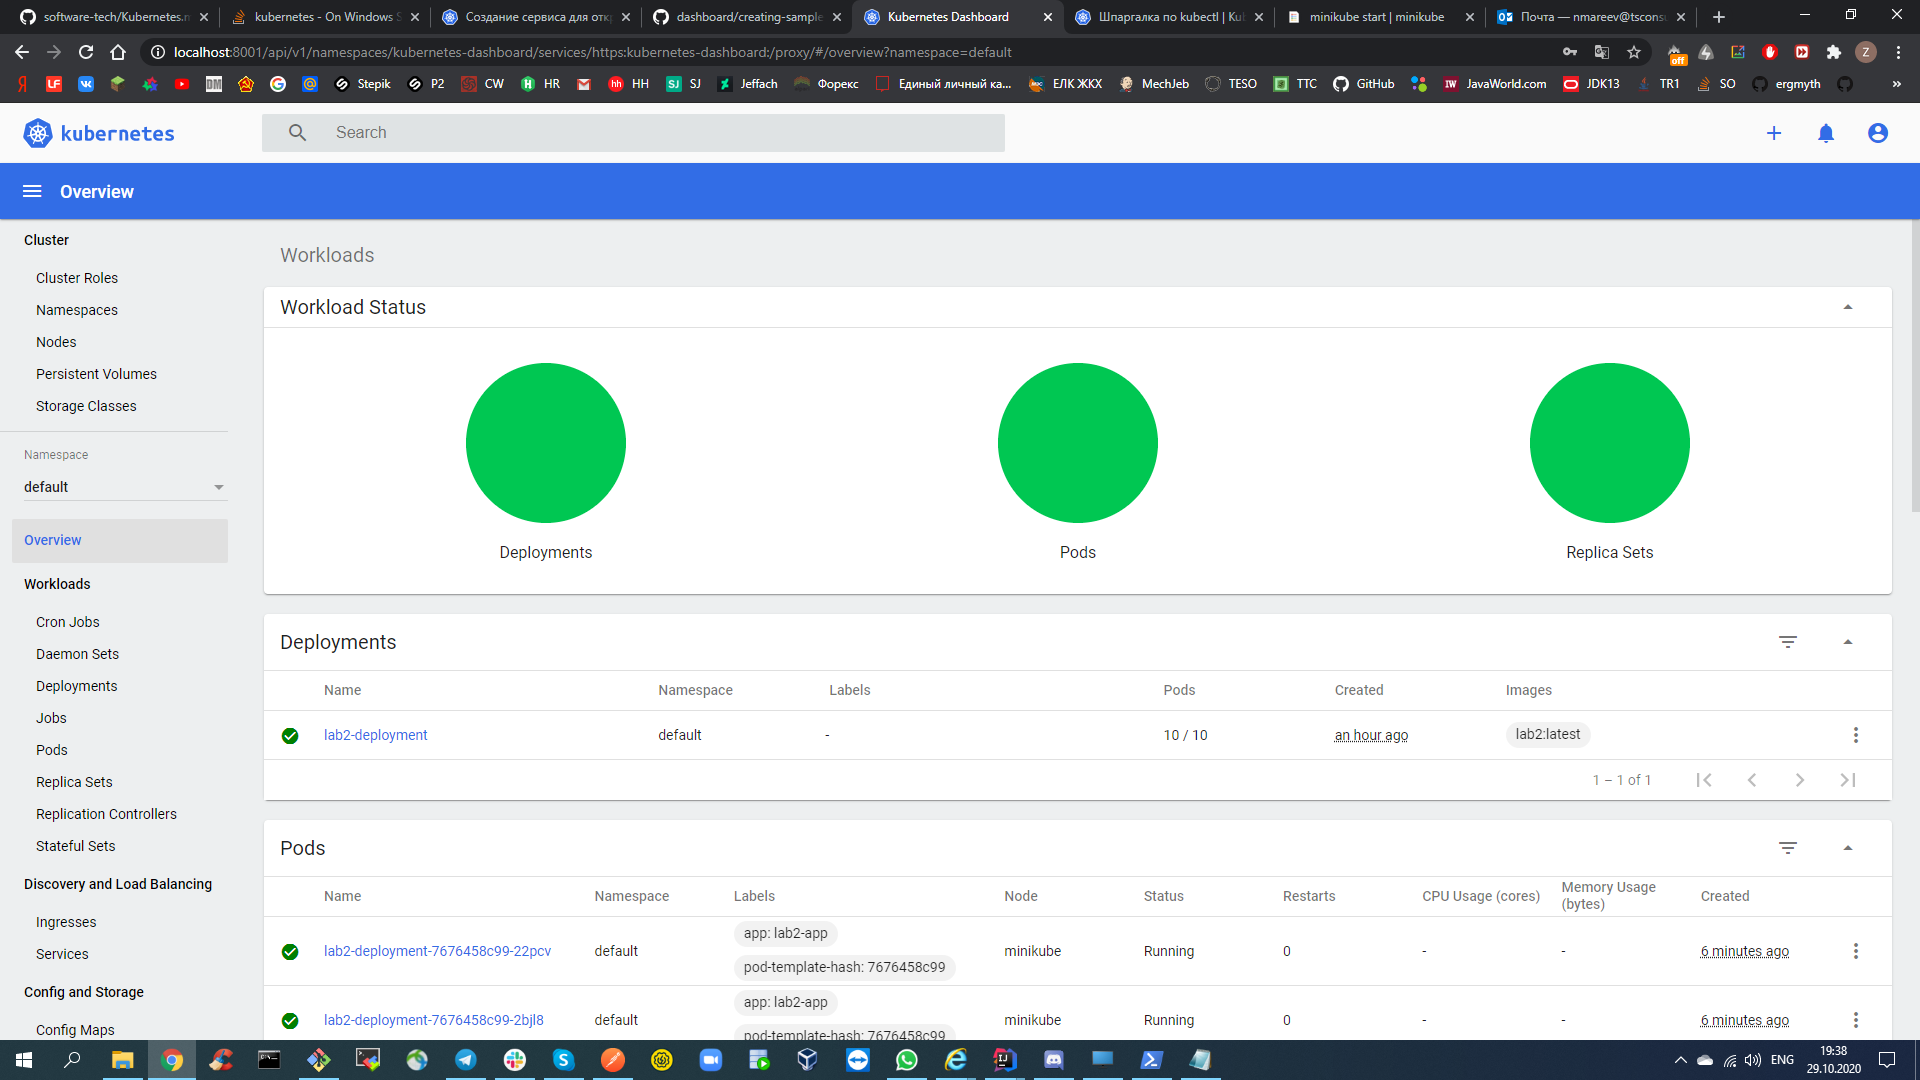 software-tech/Kubernetes.m
kubernetes - On Windows S
Создание сервиса для отк
dashboard/creating-sample
Kubernetes Dashboard
Шпаргалка по kubectl | Kub
minikube start | minikube
Почта — nmareev@tsconsu
localhost:8001/api/v1/namespaces/kubernetes-dashboard/services/https:kubernetes-dashboard:/proxy/#/overview?namespace=default
off
Z
Я
LF
DM
Stepik
P2
CW
HR
hh
HH
SJ
SJ
Jeffach
Форекс
Единый личный ка...
ЕЛК ЖКХ
MechJeb
TESO
TTC
GitHub
IW
JavaWorld.com
JDK13
TR1
SO
ergmyth
»
kubernetes
Search
Overview
Cluster
Cluster Roles
Namespaces
Nodes
Persistent Volumes
Storage Classes
Namespace
default
Overview
Workloads
Cron Jobs
Daemon Sets
Deployments
Jobs
Pods
Replica Sets
Replication Controllers
Stateful Sets
Discovery and Load Balancing
Ingresses
Services
Config and Storage
Config Maps
Workloads
Workload Status
Deployments
Pods
Replica Sets
Deployments
Name Namespace Labels Pods Created Images
lab2-deployment default - 10 / 10 an hour ago lab2:latest
1 – 1 of 1
Pods
Name Namespace Labels Node Status Restarts CPU Usage (cores) Memory Usage (bytes) Created
lab2-deployment-7676458c99-22pcv default app: lab2-app pod-template-hash: 7676458c99 minikube Running 0 - - 6 minutes ago
lab2-deployment-7676458c99-2bjl8 default app: lab2-app pod-template-hash: 7676458c99 minikube Running 0 - - 6 minutes ago
ENG
19:38
29.10.2020